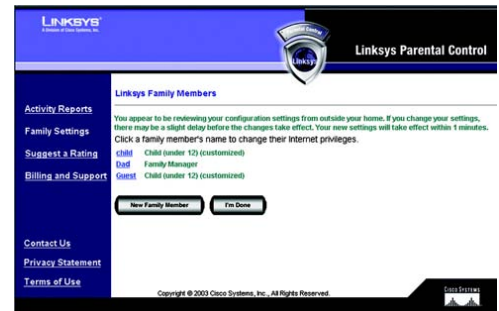 LINKSYS®
A Division of Cisco Systems, Inc.
Parental Control
Linksys
Linksys Parental Control
Linksys Family Members
Activity Reports
Family Settings
Suggest a Rating
Billing and Support
Contact Us
Privacy Statement
Terms of Use
You appear to be reviewing your configuration settings from outside your home. If you change your settings,
there may be a slight delay before the changes take effect. Your new settings will take effect within 1 minutes.
Click a family member's name to change their Internet privileges.
child Child (under 12) (customized)
Dad Family Manager
Guest Child (under 12) (customized)
New Family Member I'm Done
Copyright © 2003 Cisco Systems, Inc., All Rights Reserved.
CISCO SYSTEMS